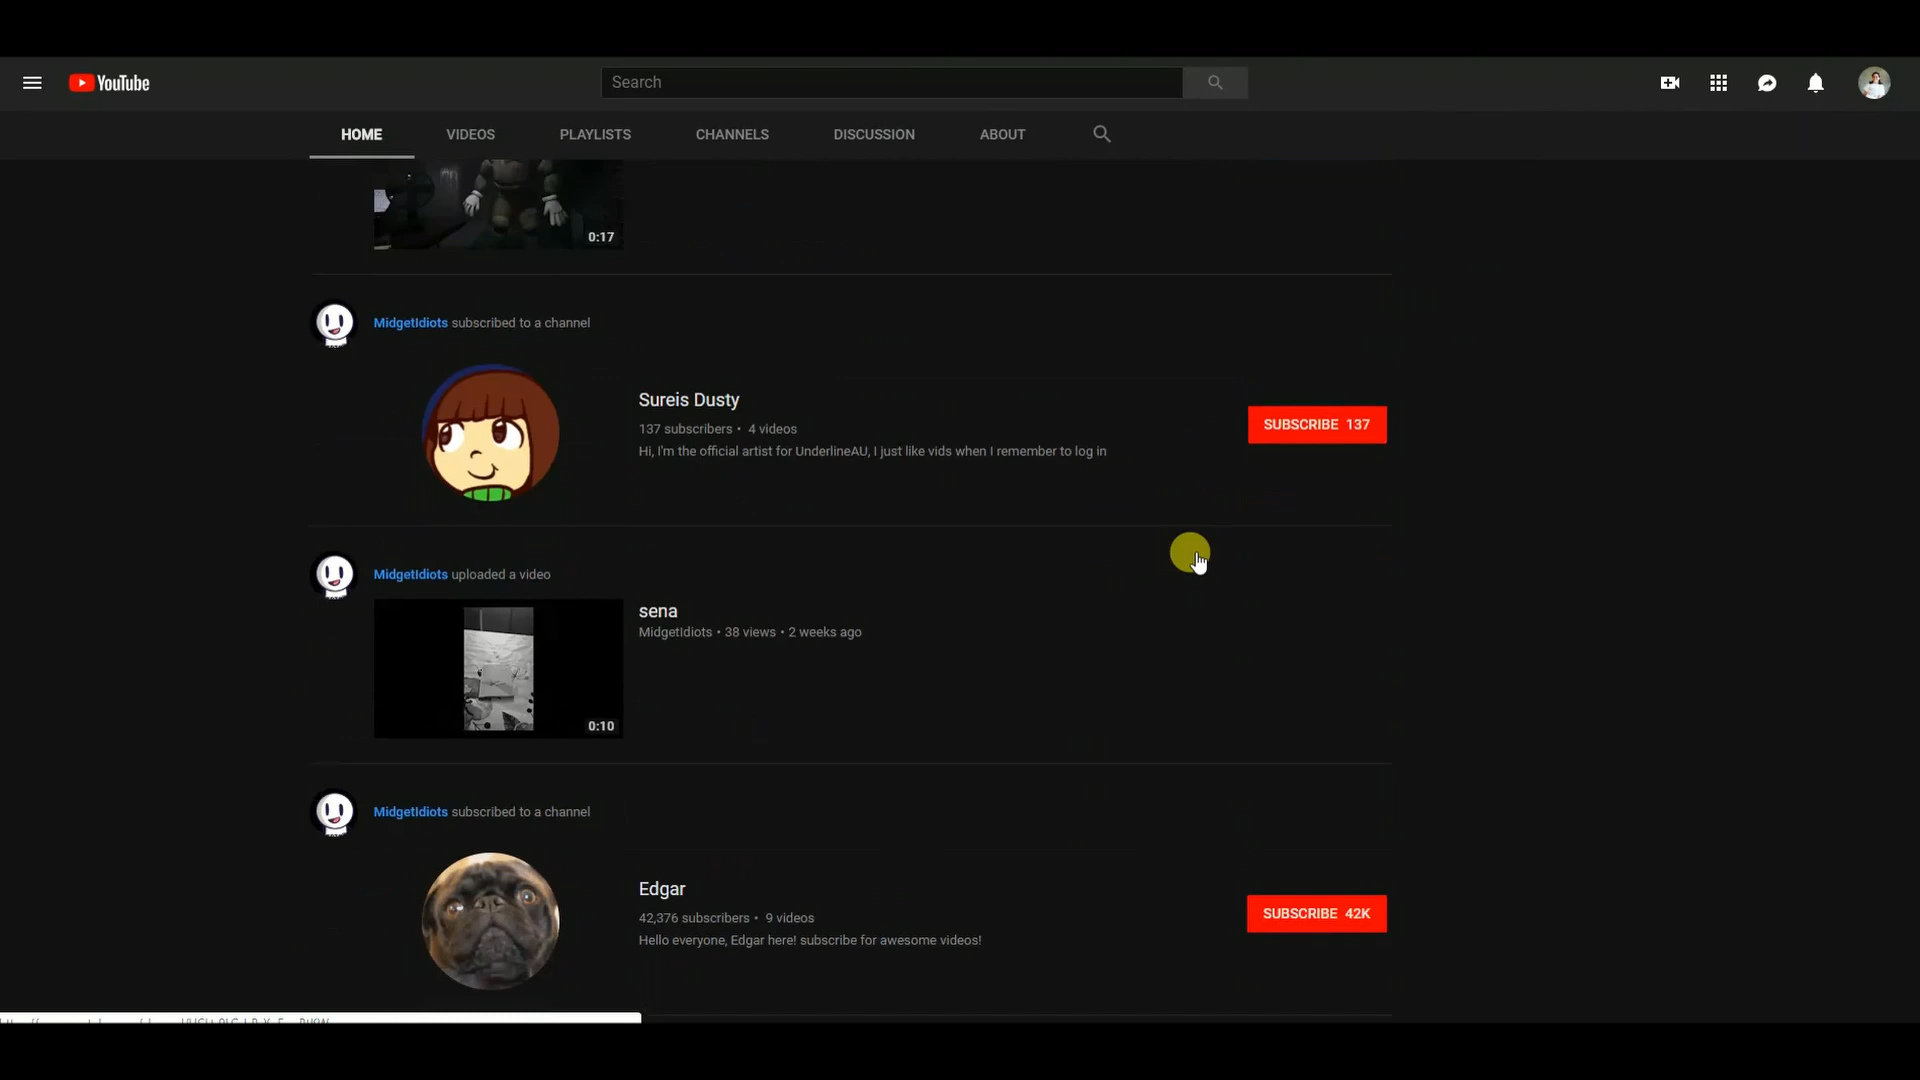 YouTube
Search
HOME VIDEOS PLAYLISTS CHANNELS DISCUSSION ABOUT
0:17
MidgetIdiots subscribed to a channel
Sureis Dusty
137 subscribers • 4 videos
Hi, I'm the official artist for UnderlineAU, I just like vids when I remember to log in
SUBSCRIBE 137
MidgetIdiots uploaded a video
0:10
sena
MidgetIdiots • 38 views • 2 weeks ago
MidgetIdiots subscribed to a channel
Edgar
42,376 subscribers • 9 videos
Hello everyone, Edgar here! subscribe for awesome videos!
SUBSCRIBE 42K